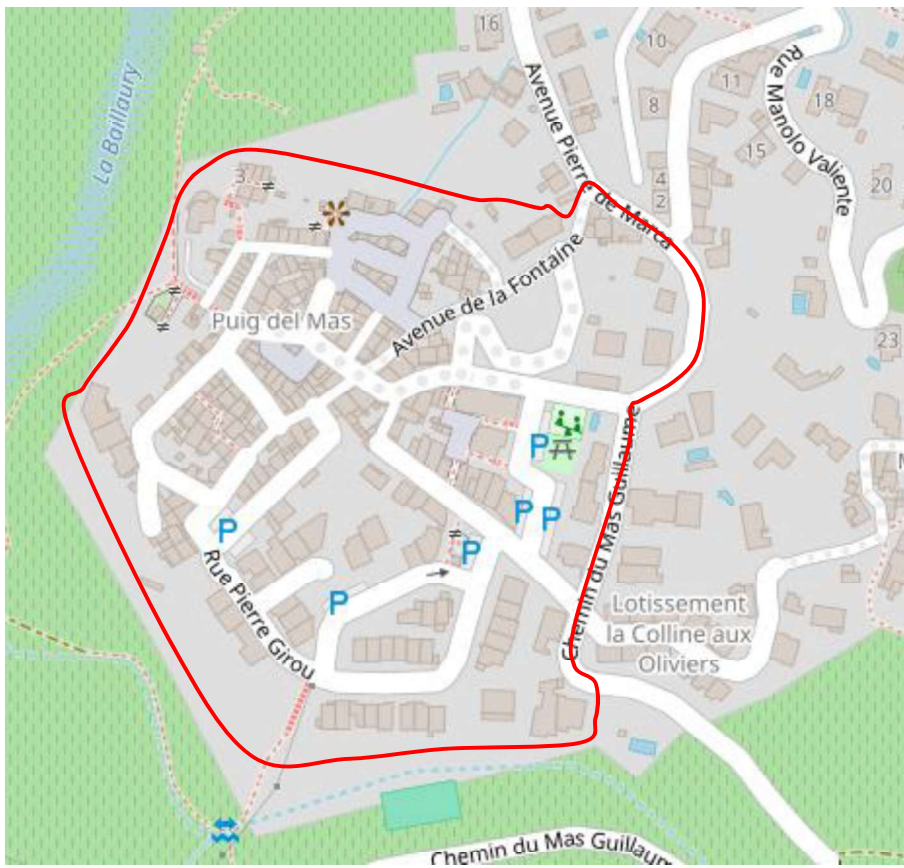 16
10
11
8
18
15
4
2
20
23
3
La Baillaury
Avenue Pierre de Marca
Rue Manolo Valiente
Avenue de la Fontaine
Puig del Mas
P
P
P
P
P
P
Chemin du Mas Guillaume
Rue Pierre Girou
Lotissement
la Colline aux
Oliviers
M
Chemin du Mas Guillaum